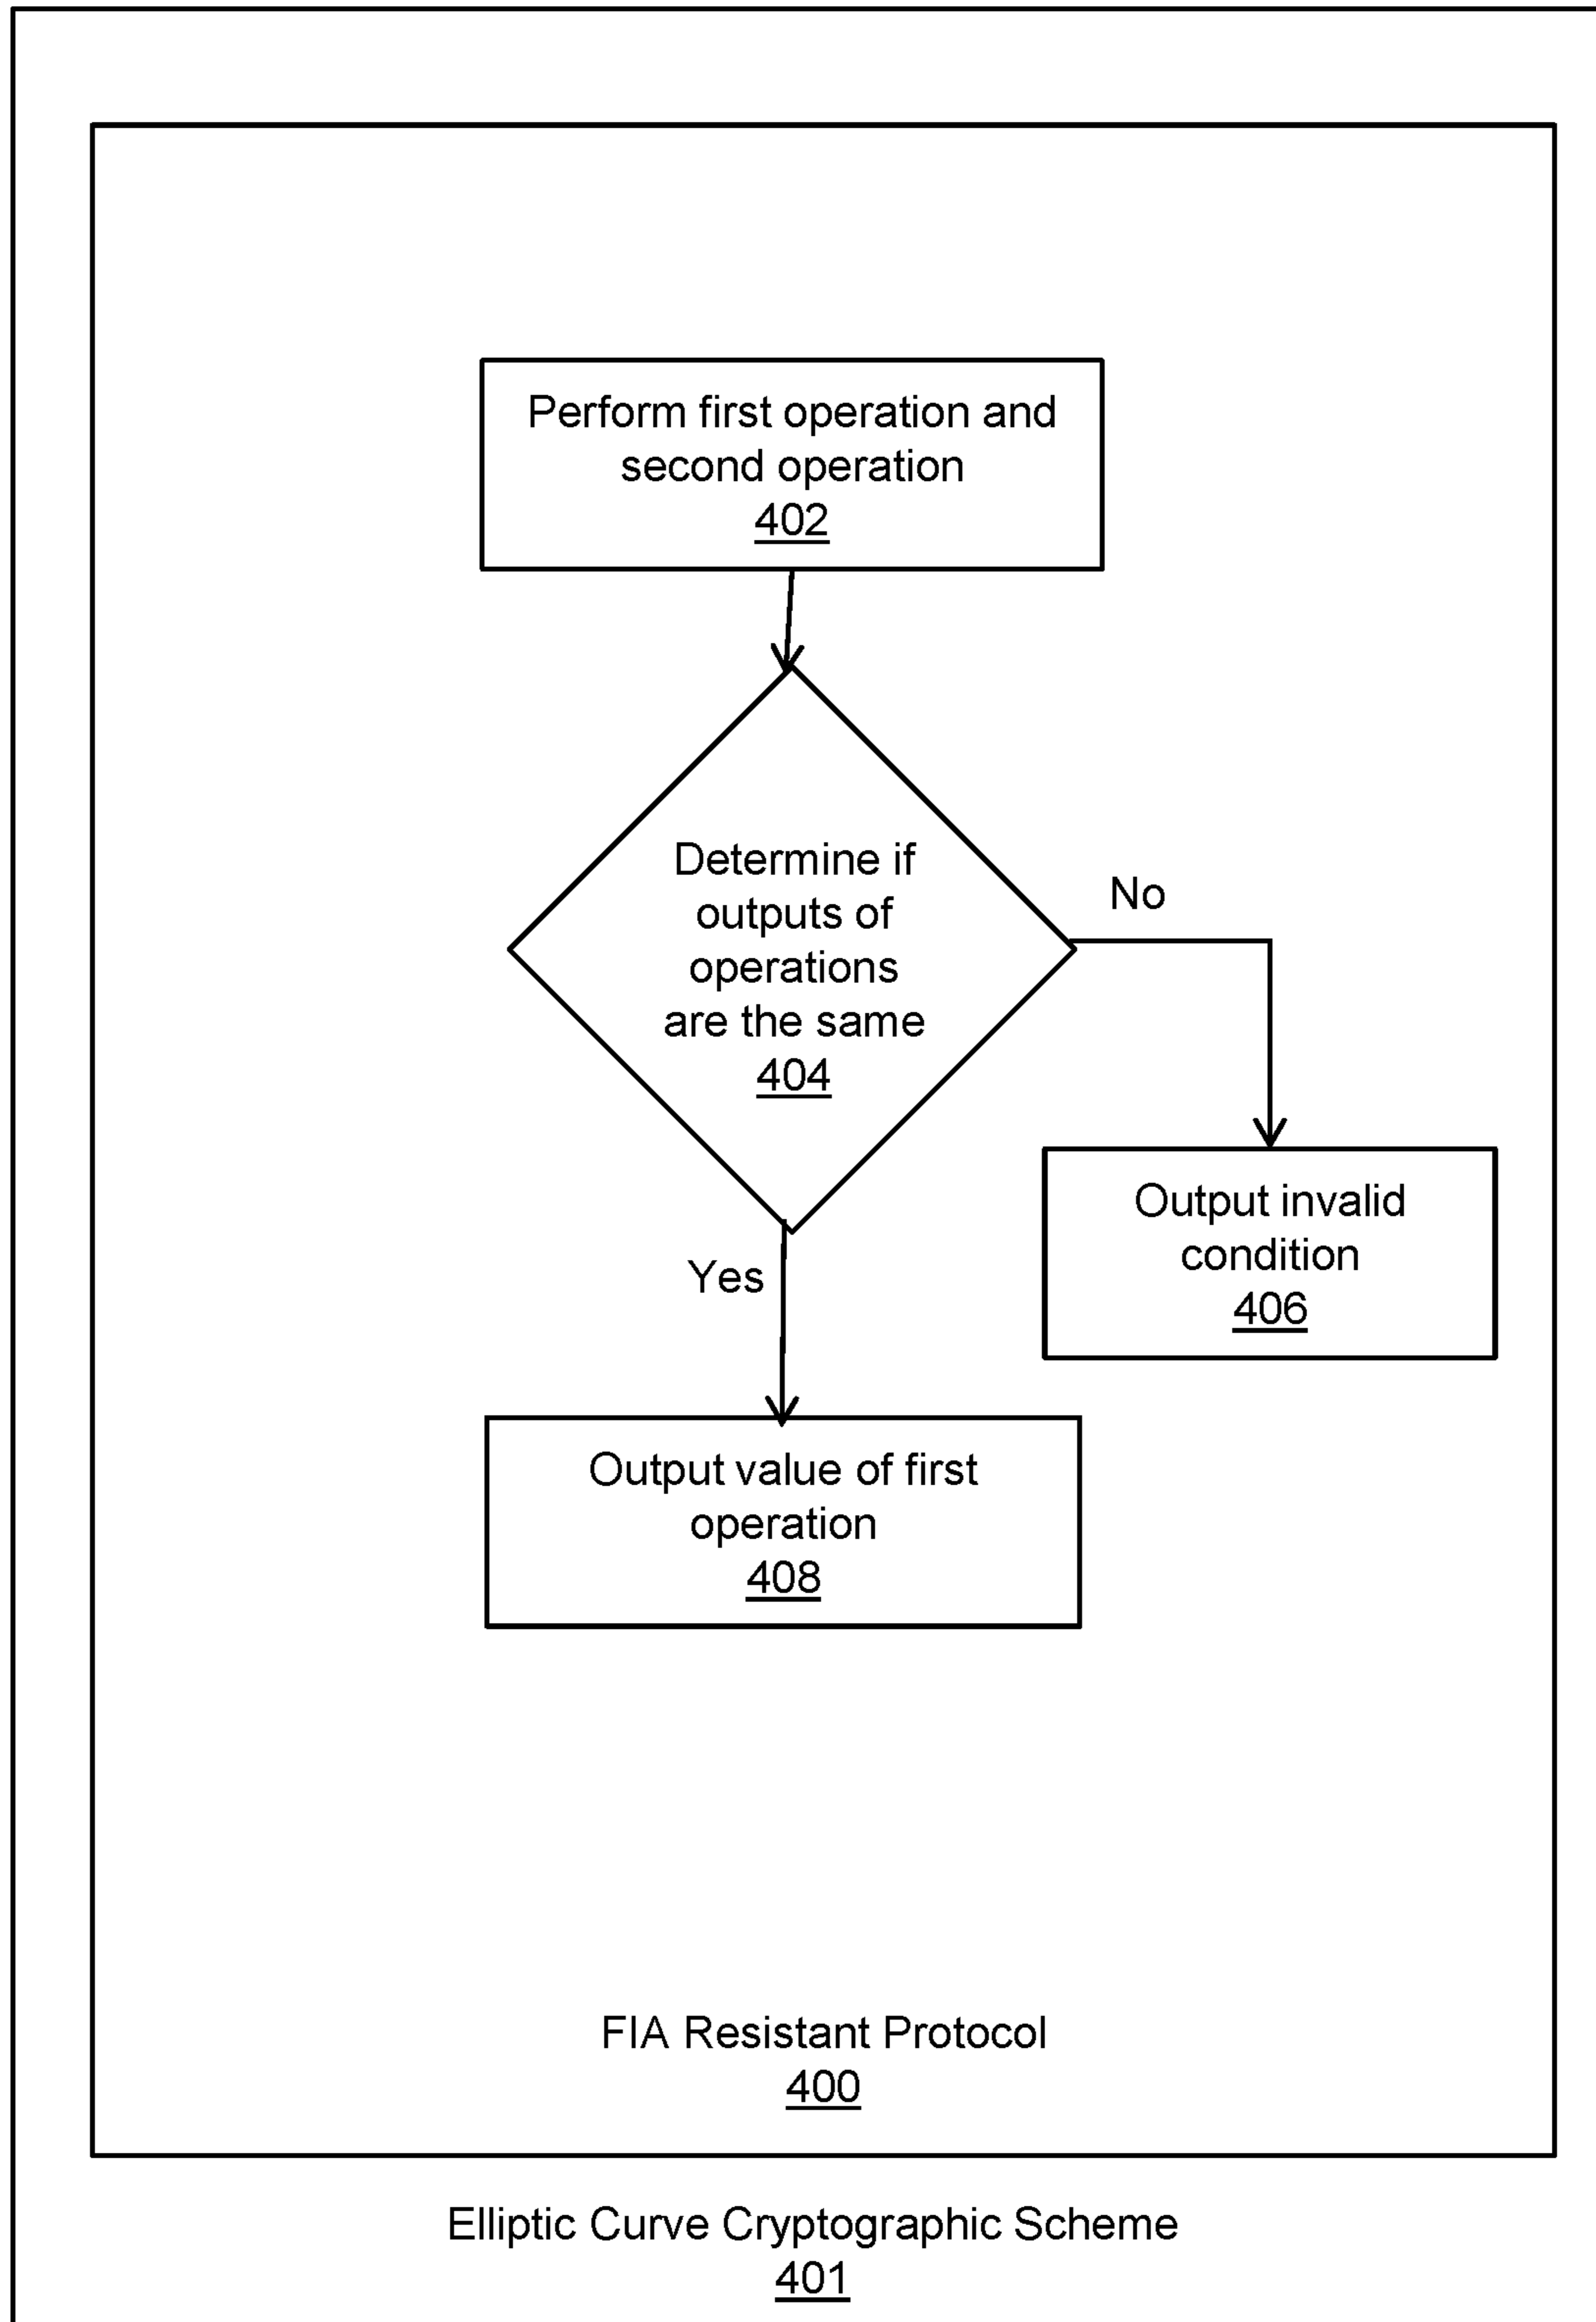 Perform first operation and
second operation
402
Determine if
outputs of
operations
are the same
404
No
Output invalid
condition
406
Yes
Output value of first
operation
408
FIA Resistant Protocol
400
Elliptic Curve Cryptographic Scheme
401